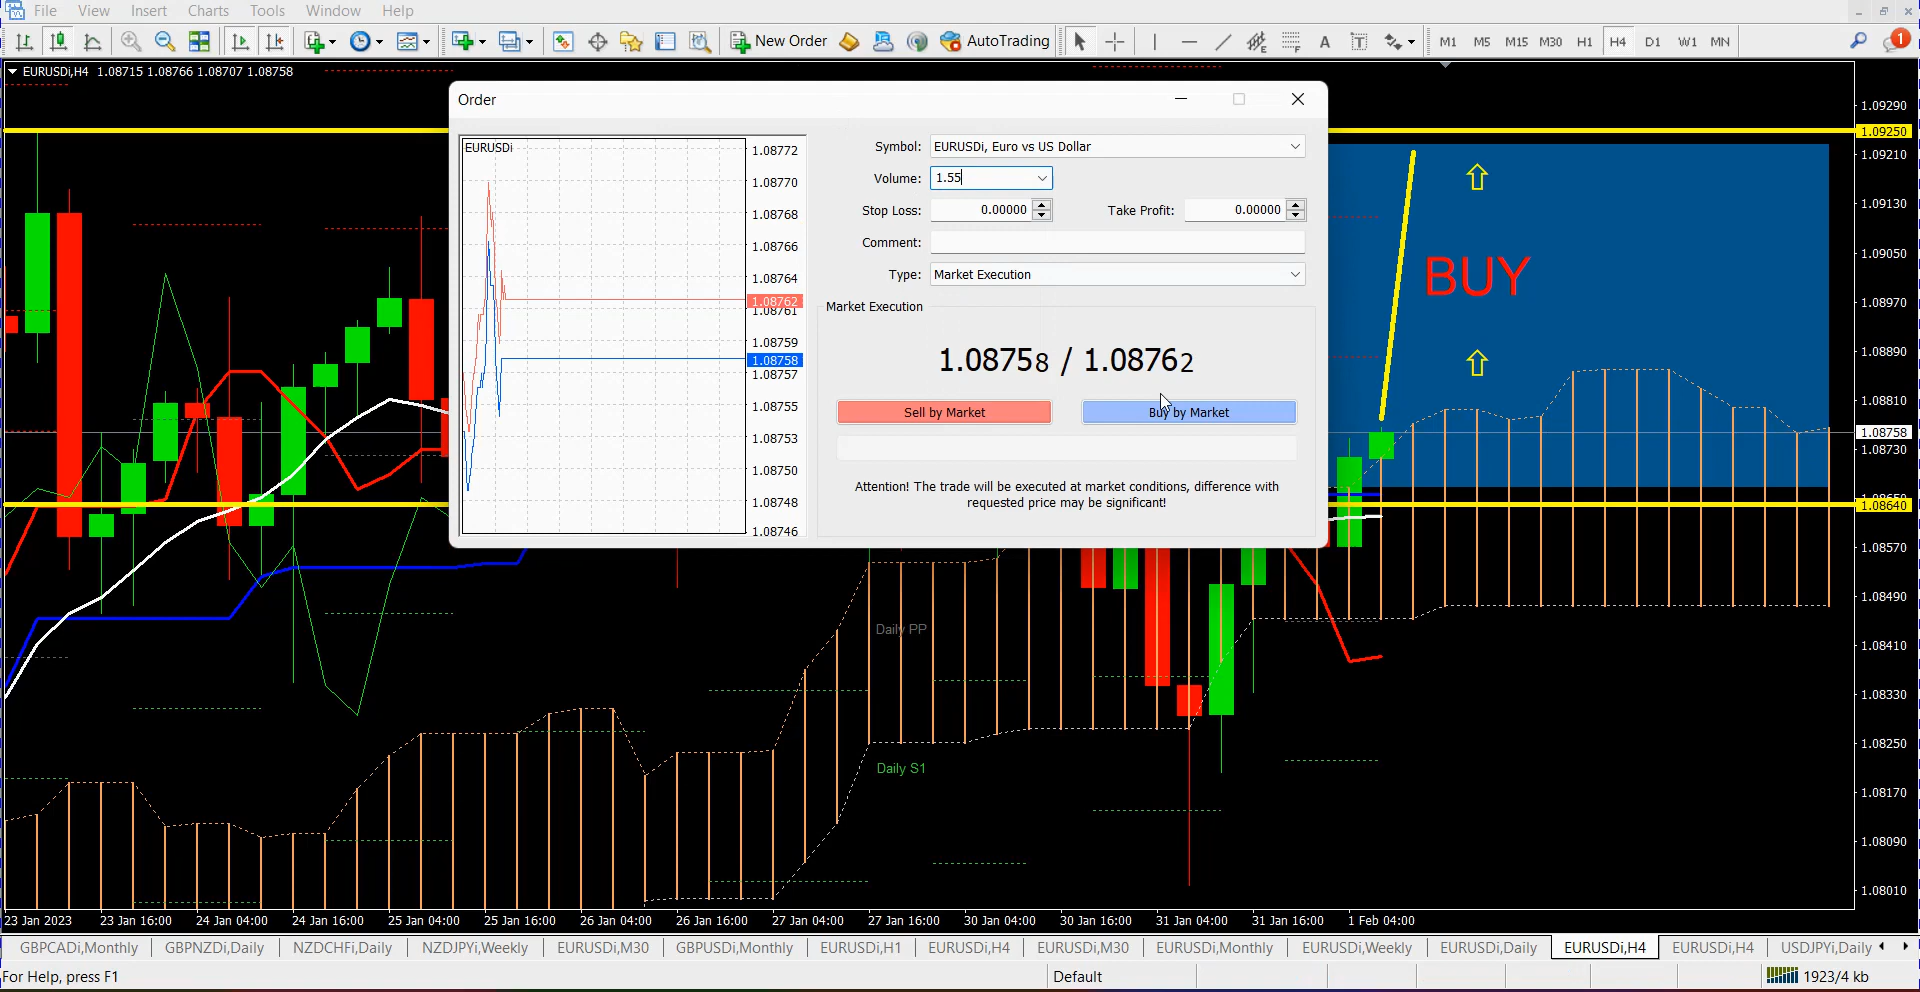 File View Insert Charts Tools Window Help
New Order AutoTrading A T M1 M5 M15 M30 H1 H4 D1 W1 MN 1
EURUSDi,H4 1.08715 1.08766 1.08707 1.08758
Order
EURUSDi
1.08772
1.08770
1.08768
1.08766
1.08764
1.08762
1.08761
1.08759
1.08758
1.08757
1.08755
1.08753
1.08750
1.08748
1.08746
Symbol: EURUSDi, Euro vs US Dollar
Volume: 1.55
Stop Loss: 0.00000 Take Profit: 0.00000
Comment:
Type: Market Execution
Market Execution
1.08758 / 1.08762
Sell by Market Buy by Market
Attention! The trade will be executed at market conditions, difference with
requested price may be significant!
BUY
Daily PP
Daily S1
1.09290
1.09250
1.09210
1.09130
1.09050
1.08970
1.08890
1.08810
1.08758
1.08730
1.08640
1.08570
1.08490
1.08410
1.08330
1.08250
1.08170
1.08090
1.08010
23 Jan 2023 23 Jan 16:00 24 Jan 04:00 24 Jan 16:00 25 Jan 04:00 25 Jan 16:00 26 Jan 04:00 26 Jan 16:00 27 Jan 04:00 27 Jan 16:00 30 Jan 04:00 30 Jan 16:00 31 Jan 04:00 31 Jan 16:00 1 Feb 04:00
GBPCADi,Monthly GBPNZDi,Daily NZDCHFi,Daily NZDJPYi,Weekly EURUSDi,M30 GBPUSDi,Monthly EURUSDi,H1 EURUSDi,H4 EURUSDi,M30 EURUSDi,Monthly EURUSDi,Weekly EURUSDi,Daily EURUSDi,H4 EURUSDi,H4 USDJPYi,Daily
For Help, press F1 Default 1923/4 kb